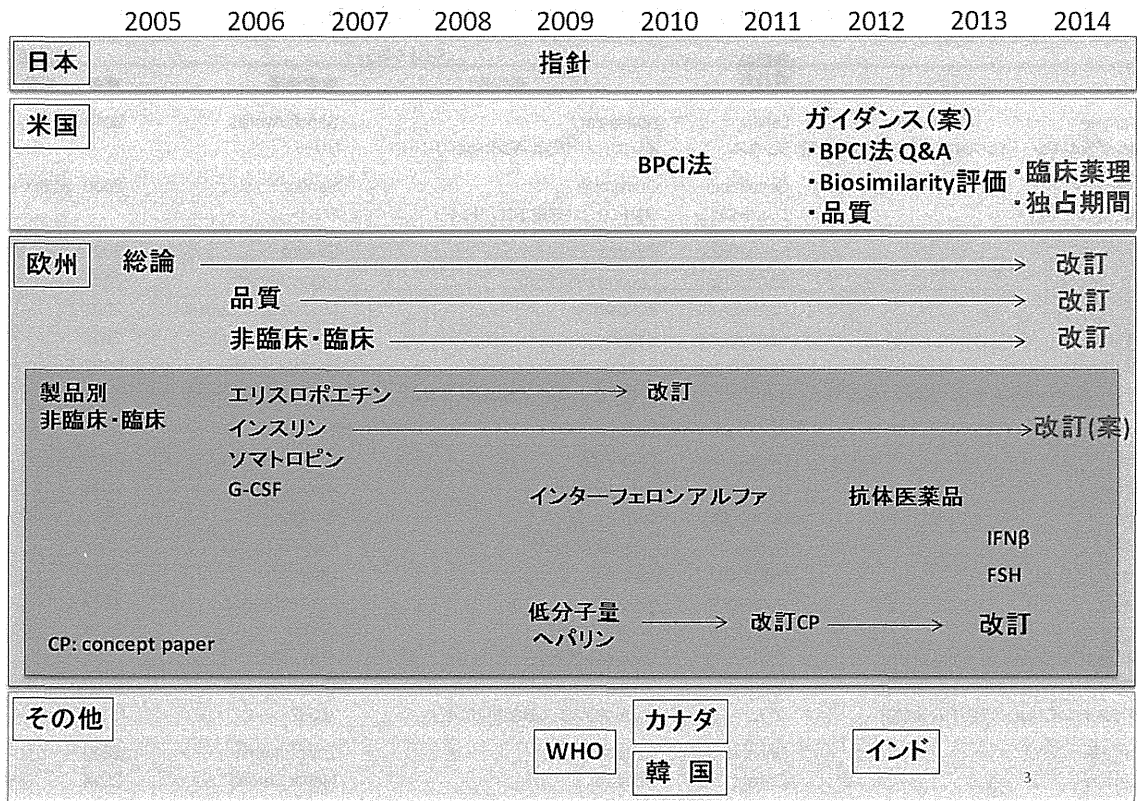 2005 2006 2007 2008 2009 2010 2011 2012 2013 2014
日本
指針
米国
BPCI法
ガイダンス(案)
・BPCI法 Q&A
・Biosimilarity評価
・品質
・臨床薬理
・独占期間
欧州
総論 改訂
品質 改訂
非臨床・臨床 改訂
製品別
非臨床・臨床
エリスロポエチン 改訂
インスリン 改訂(案)
ソマトロピン
G-CSF
インターフェロンアルファ 抗体医薬品
IFNβ
FSH
低分子量
ヘパリン
改訂CP 改訂
CP: concept paper
その他
WHO
カナダ
韓国
インド
3